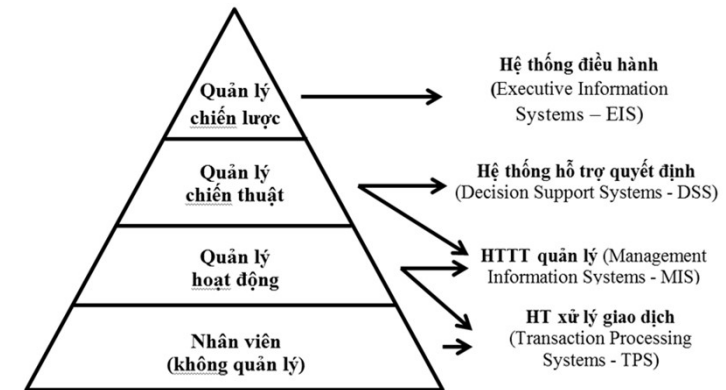 Quản lý
chiến lược
Hệ thống điều hành
(Executive Information
Systems – EIS)
Quản lý
chiến thuật
Hệ thống hỗ trợ quyết định
(Decision Support Systems - DSS)
Quản lý
hoạt động
HTTT quản lý (Management
Information Systems - MIS)
Nhân viên
(không quản lý)
HT xử lý giao dịch
(Transaction Processing
Systems - TPS)